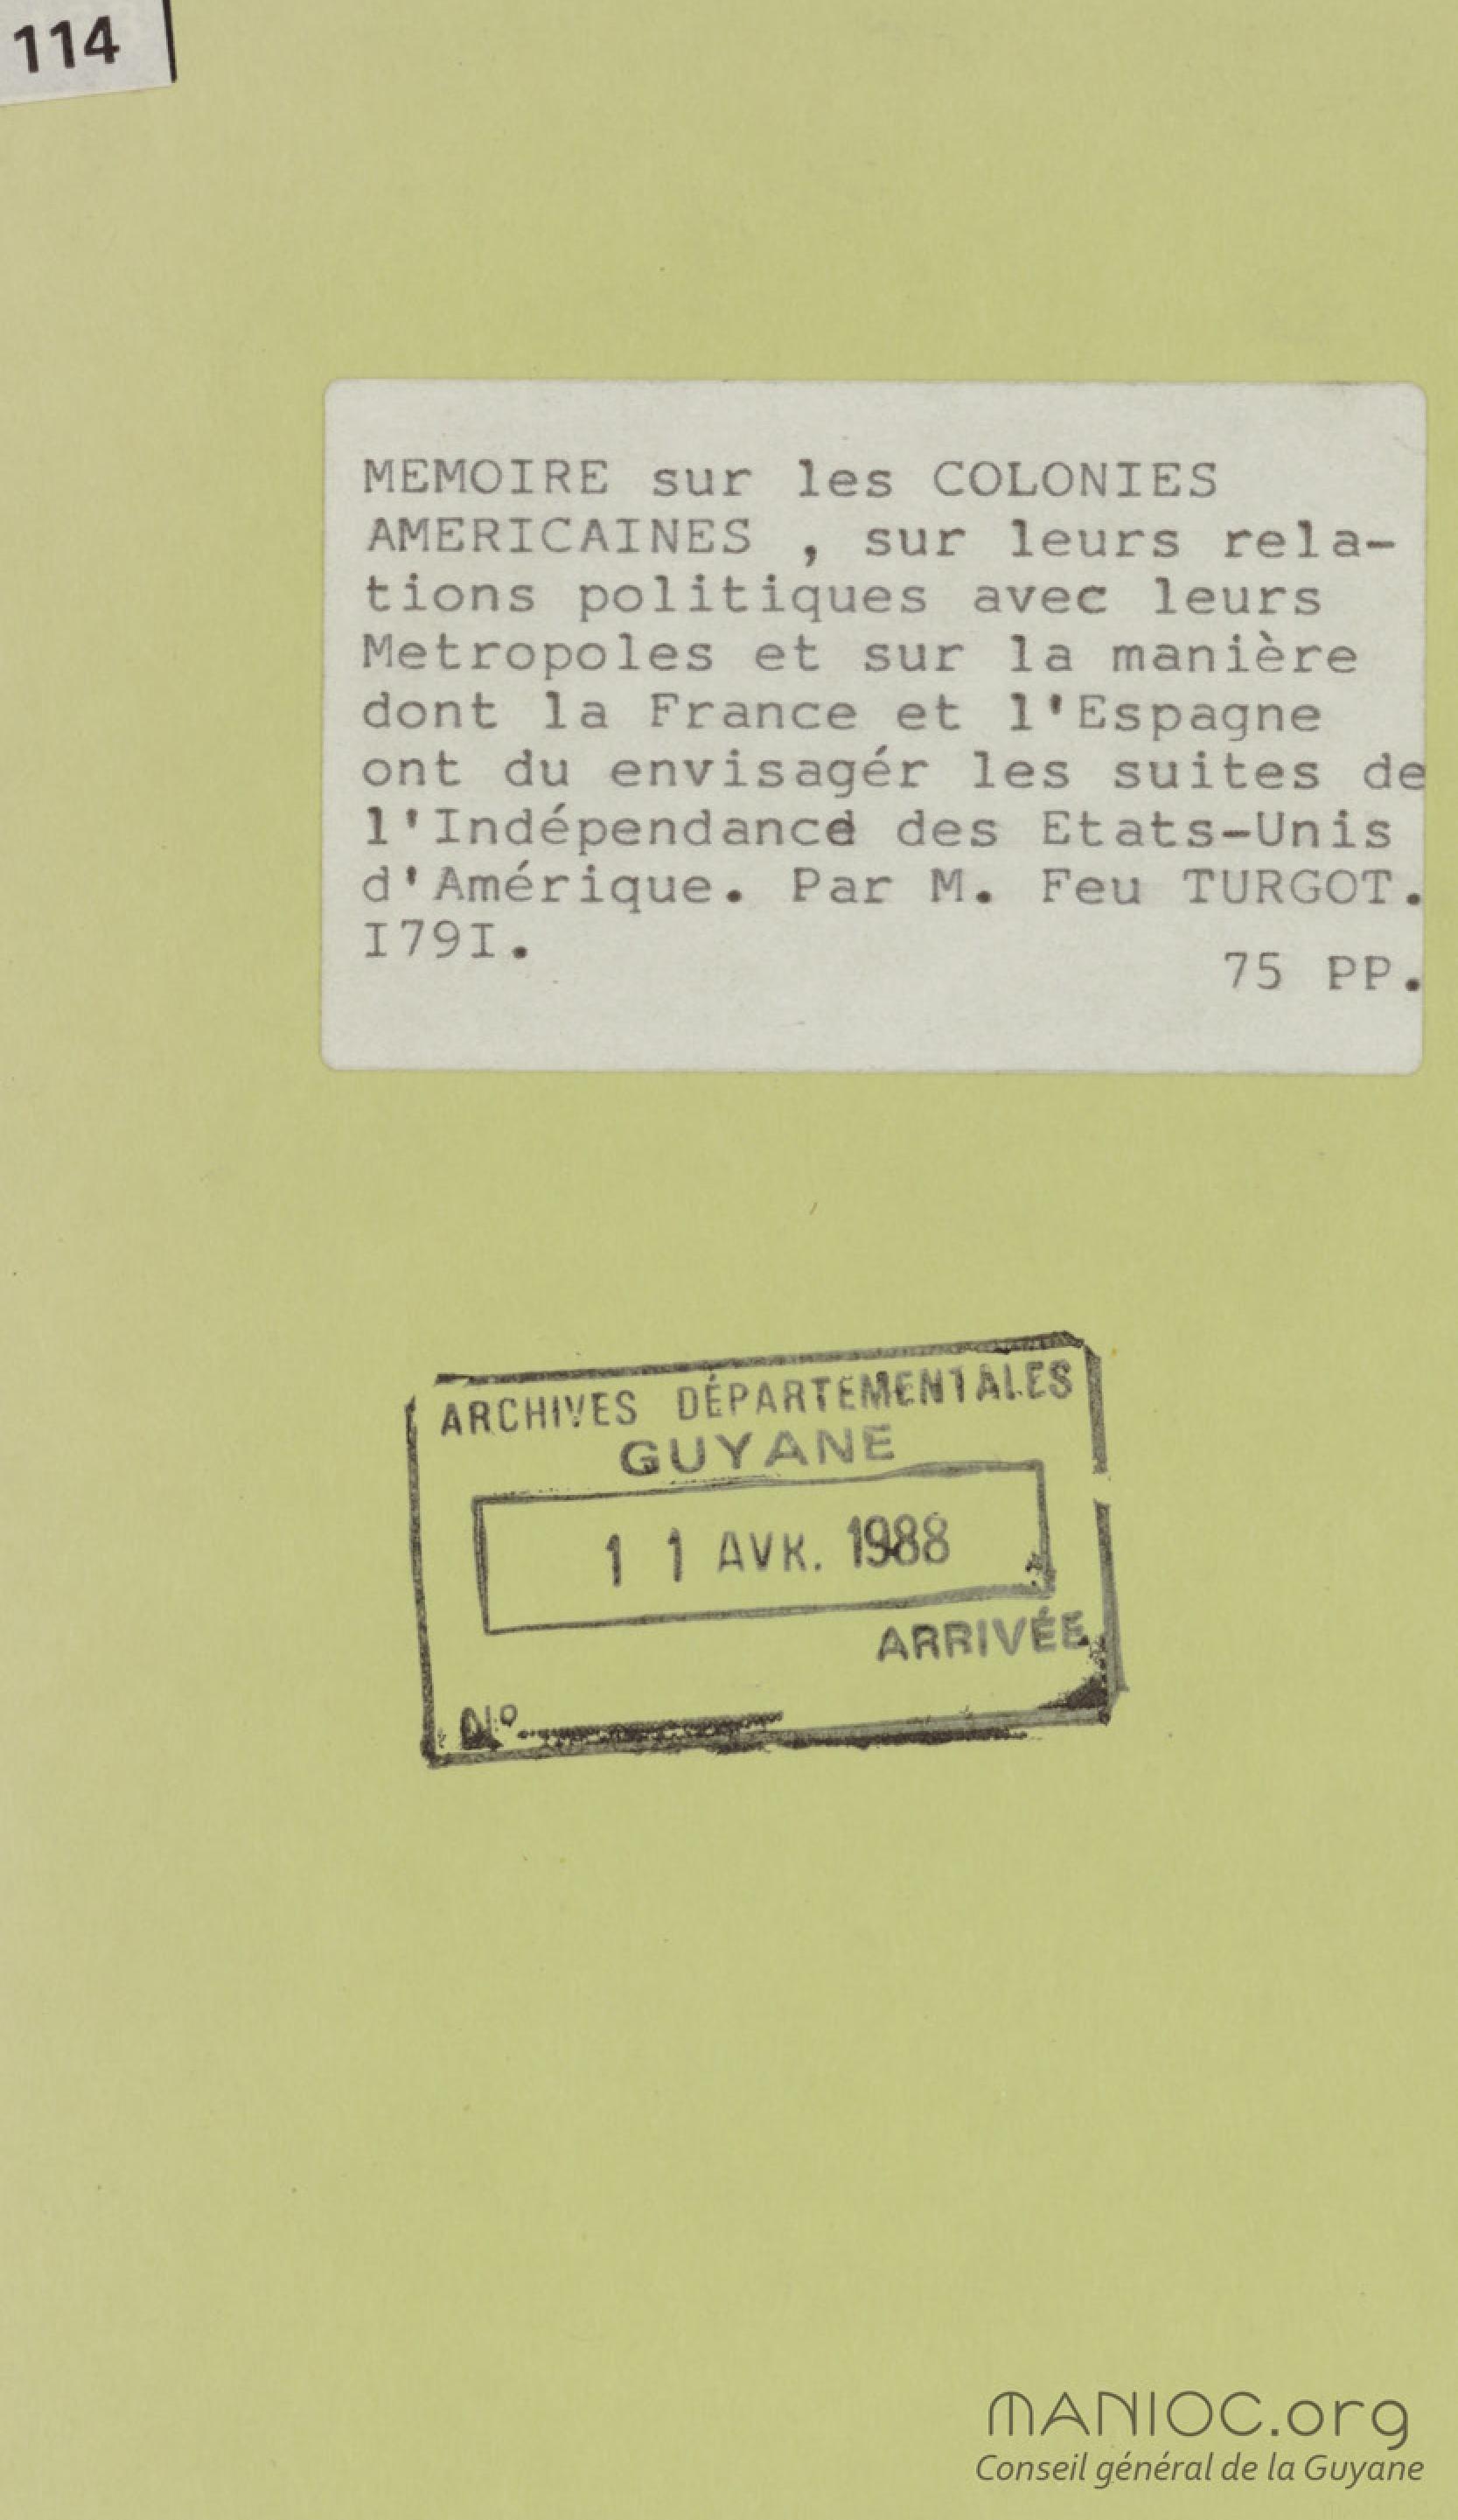 114
MEMOIRE sur les COLONIES
AMERICAINES , sur leurs rela-
tions politiques avec leurs
Metropoles et sur la manière
dont la France et l'Espagne
ont du envisagér les suites de
l'Indépendance des Etats-Unis
d'Amérique. Par M. Feu TURGOT.
I79I.
75 PP.
ARCHIVES DÉPARTEMENTALES
GUYANE
1 1 AVR. 1988
ARRIVÉE
N°
MANIOC.org
Conseil général de la Guyane